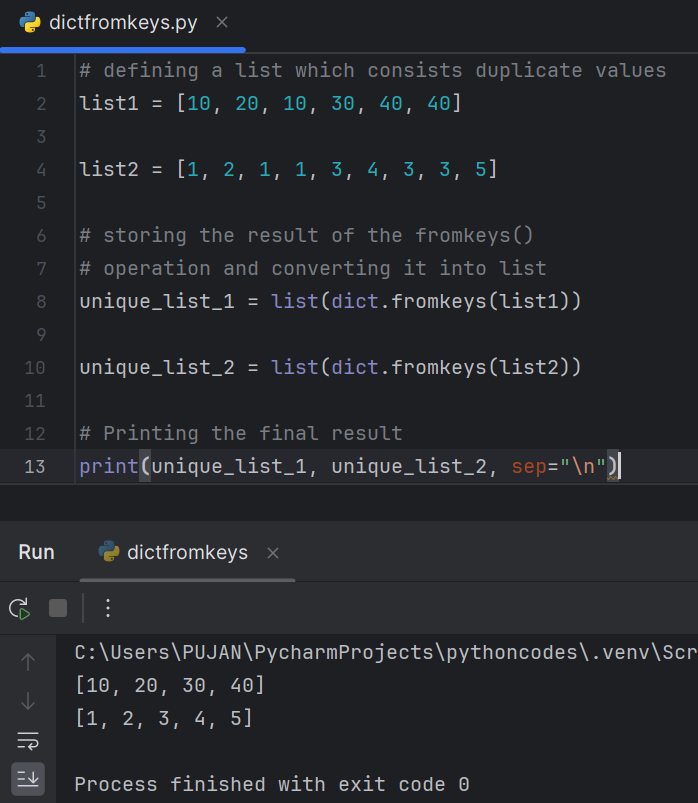 dictfromkeys.py
1 # defining a list which consists duplicate values
2 list1 = [10, 20, 10, 30, 40, 40]
3
4 list2 = [1, 2, 1, 1, 3, 4, 3, 3, 5]
5
6 # storing the result of the fromkeys()
7 # operation and converting it into list
8 unique_list_1 = list(dict.fromkeys(list1))
9
10 unique_list_2 = list(dict.fromkeys(list2))
11
12 # Printing the final result
13 print(unique_list_1, unique_list_2, sep="\n")
Run dictfromkeys
C:\Users\PUJAN\PycharmProjects\pythoncodes\.venv\Scr
[10, 20, 30, 40]
[1, 2, 3, 4, 5]
Process finished with exit code 0